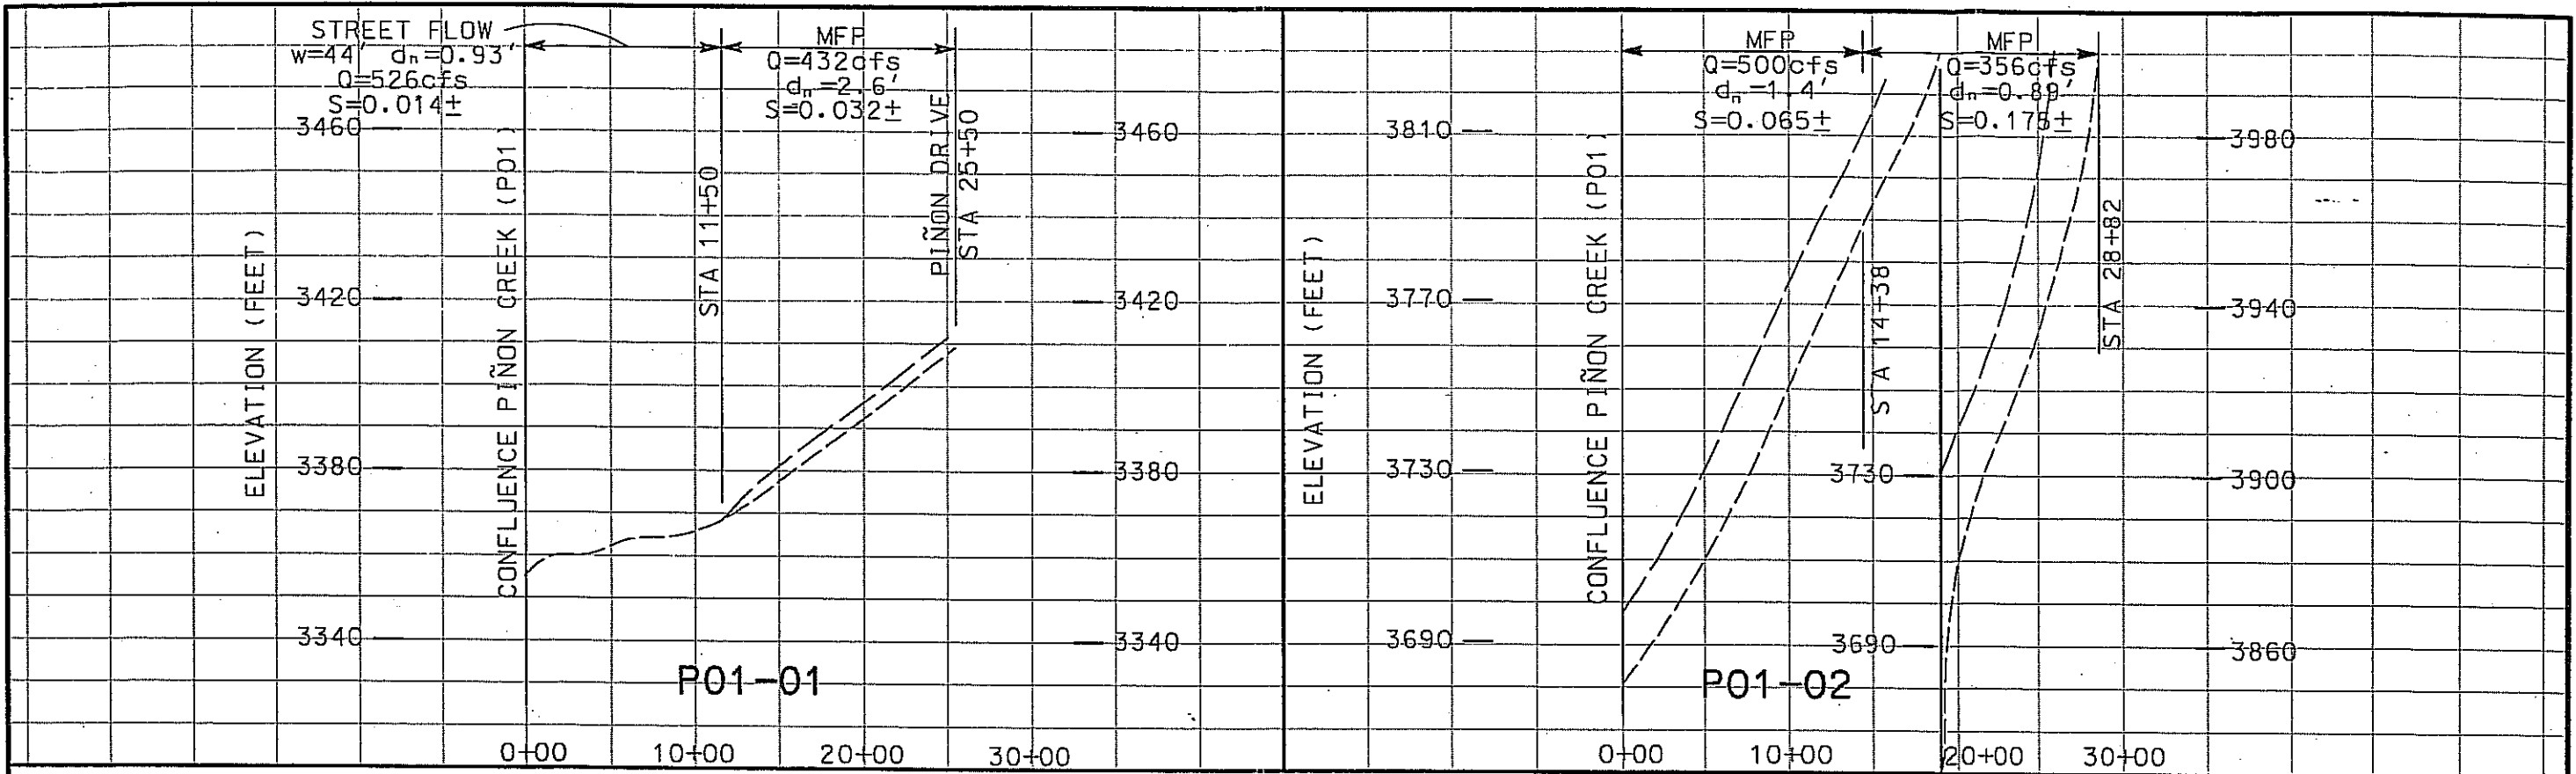 STREET FLOW
w=44' dn=0.93'
Q=526cfs
S=0.014±
MFP
Q=432cfs
dn=2.6'
S=0.032±
ELEVATION (FEET)
3460
3420
3380
3340
CONFLUENCE PIÑON CREEK (P01)
STA 11+50
PIÑON DRIVE
STA 25+50
3460
3420
3380
3340
P01-01
0+00
10+00
20+00
30+00
MFP
Q=500cfs
dn=1.4'
S=0.065±
MFP
Q=356cfs
dn=0.89'
S=0.175±
ELEVATION (FEET)
3810
3770
3730
3690
CONFLUENCE PIÑON CREEK (P01)
STA 14+38
3730
3690
STA 28+82
3980
3940
3900
3860
P01-02
0+00
10+00
20+00
30+00